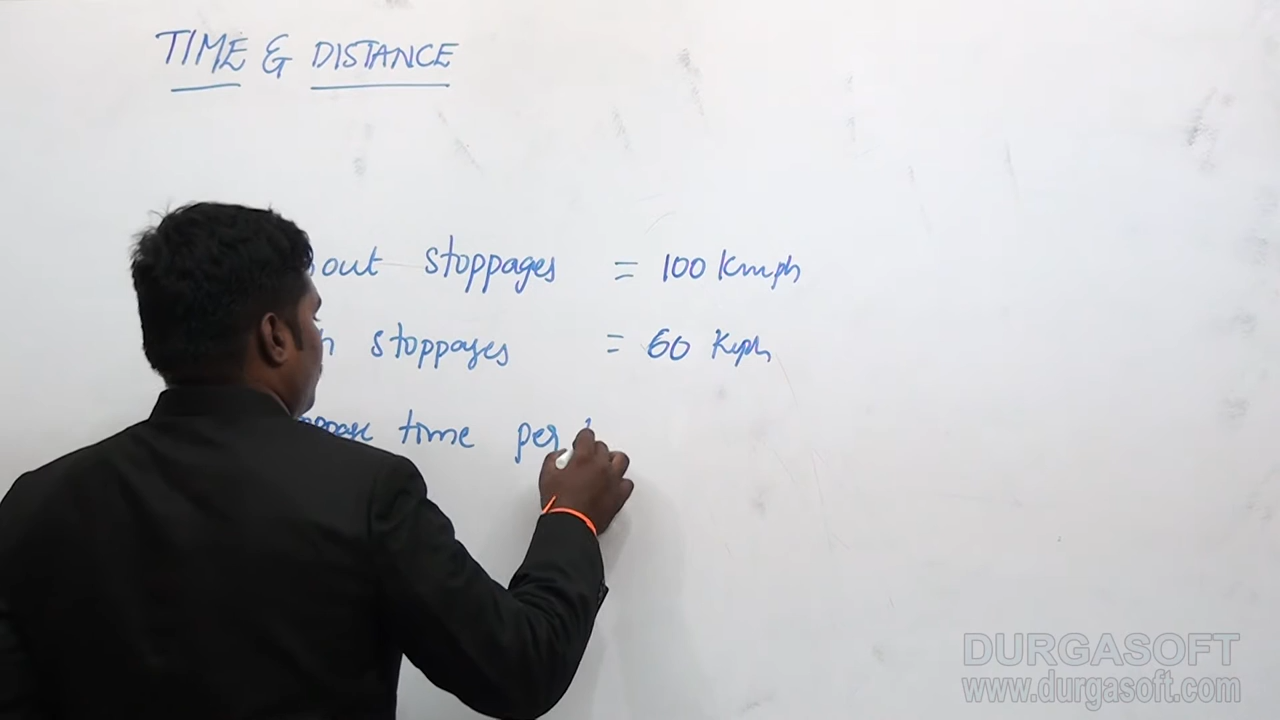 TIME & DISTANCE
out stoppages = 100 Kmph
stoppages = 60 Kmph
time per
DURGASOFT
www.durgasoft.com